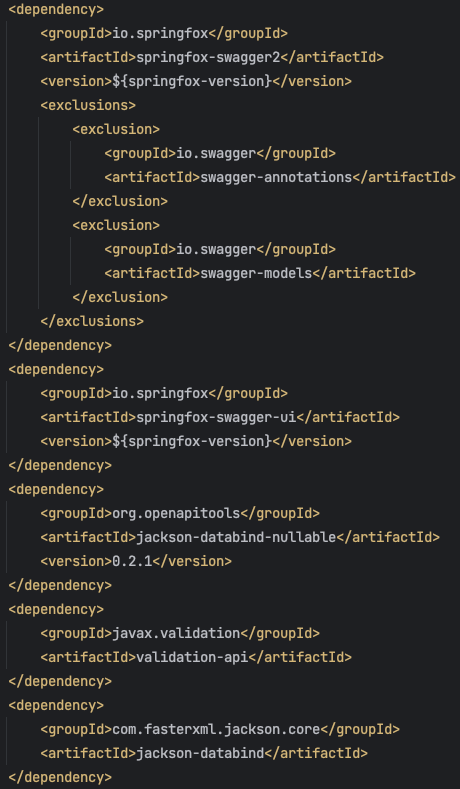 <dependency>
<groupId>io.springfox</groupId>
<artifactId>springfox-swagger2</artifactId>
<version>${springfox-version}</version>
<exclusions>
<exclusion>
<groupId>io.swagger</groupId>
<artifactId>swagger-annotations</artifactId>
</exclusion>
<exclusion>
<groupId>io.swagger</groupId>
<artifactId>swagger-models</artifactId>
</exclusion>
</exclusions>
</dependency>
<dependency>
<groupId>io.springfox</groupId>
<artifactId>springfox-swagger-ui</artifactId>
<version>${springfox-version}</version>
</dependency>
<dependency>
<groupId>org.openapitools</groupId>
<artifactId>jackson-databind-nullable</artifactId>
<version>0.2.1</version>
</dependency>
<dependency>
<groupId>javax.validation</groupId>
<artifactId>validation-api</artifactId>
</dependency>
<dependency>
<groupId>com.fasterxml.jackson.core</groupId>
<artifactId>jackson-databind</artifactId>
</dependency>